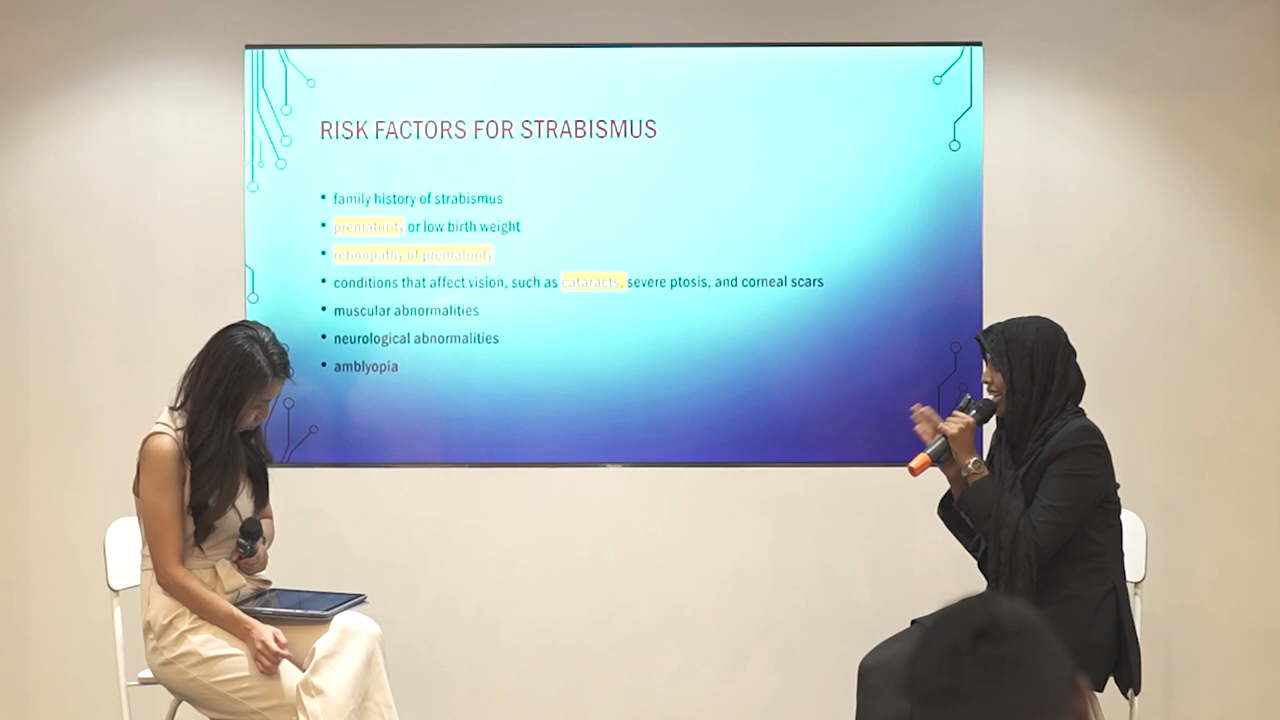 RISK FACTORS FOR STRABISMUS
• family history of strabismus
• prematurity or low birth weight
• retinopathy of prematurity
• conditions that affect vision, such as cataracts, severe ptosis, and corneal scars
• muscular abnormalities
• neurological abnormalities
• amblyopia